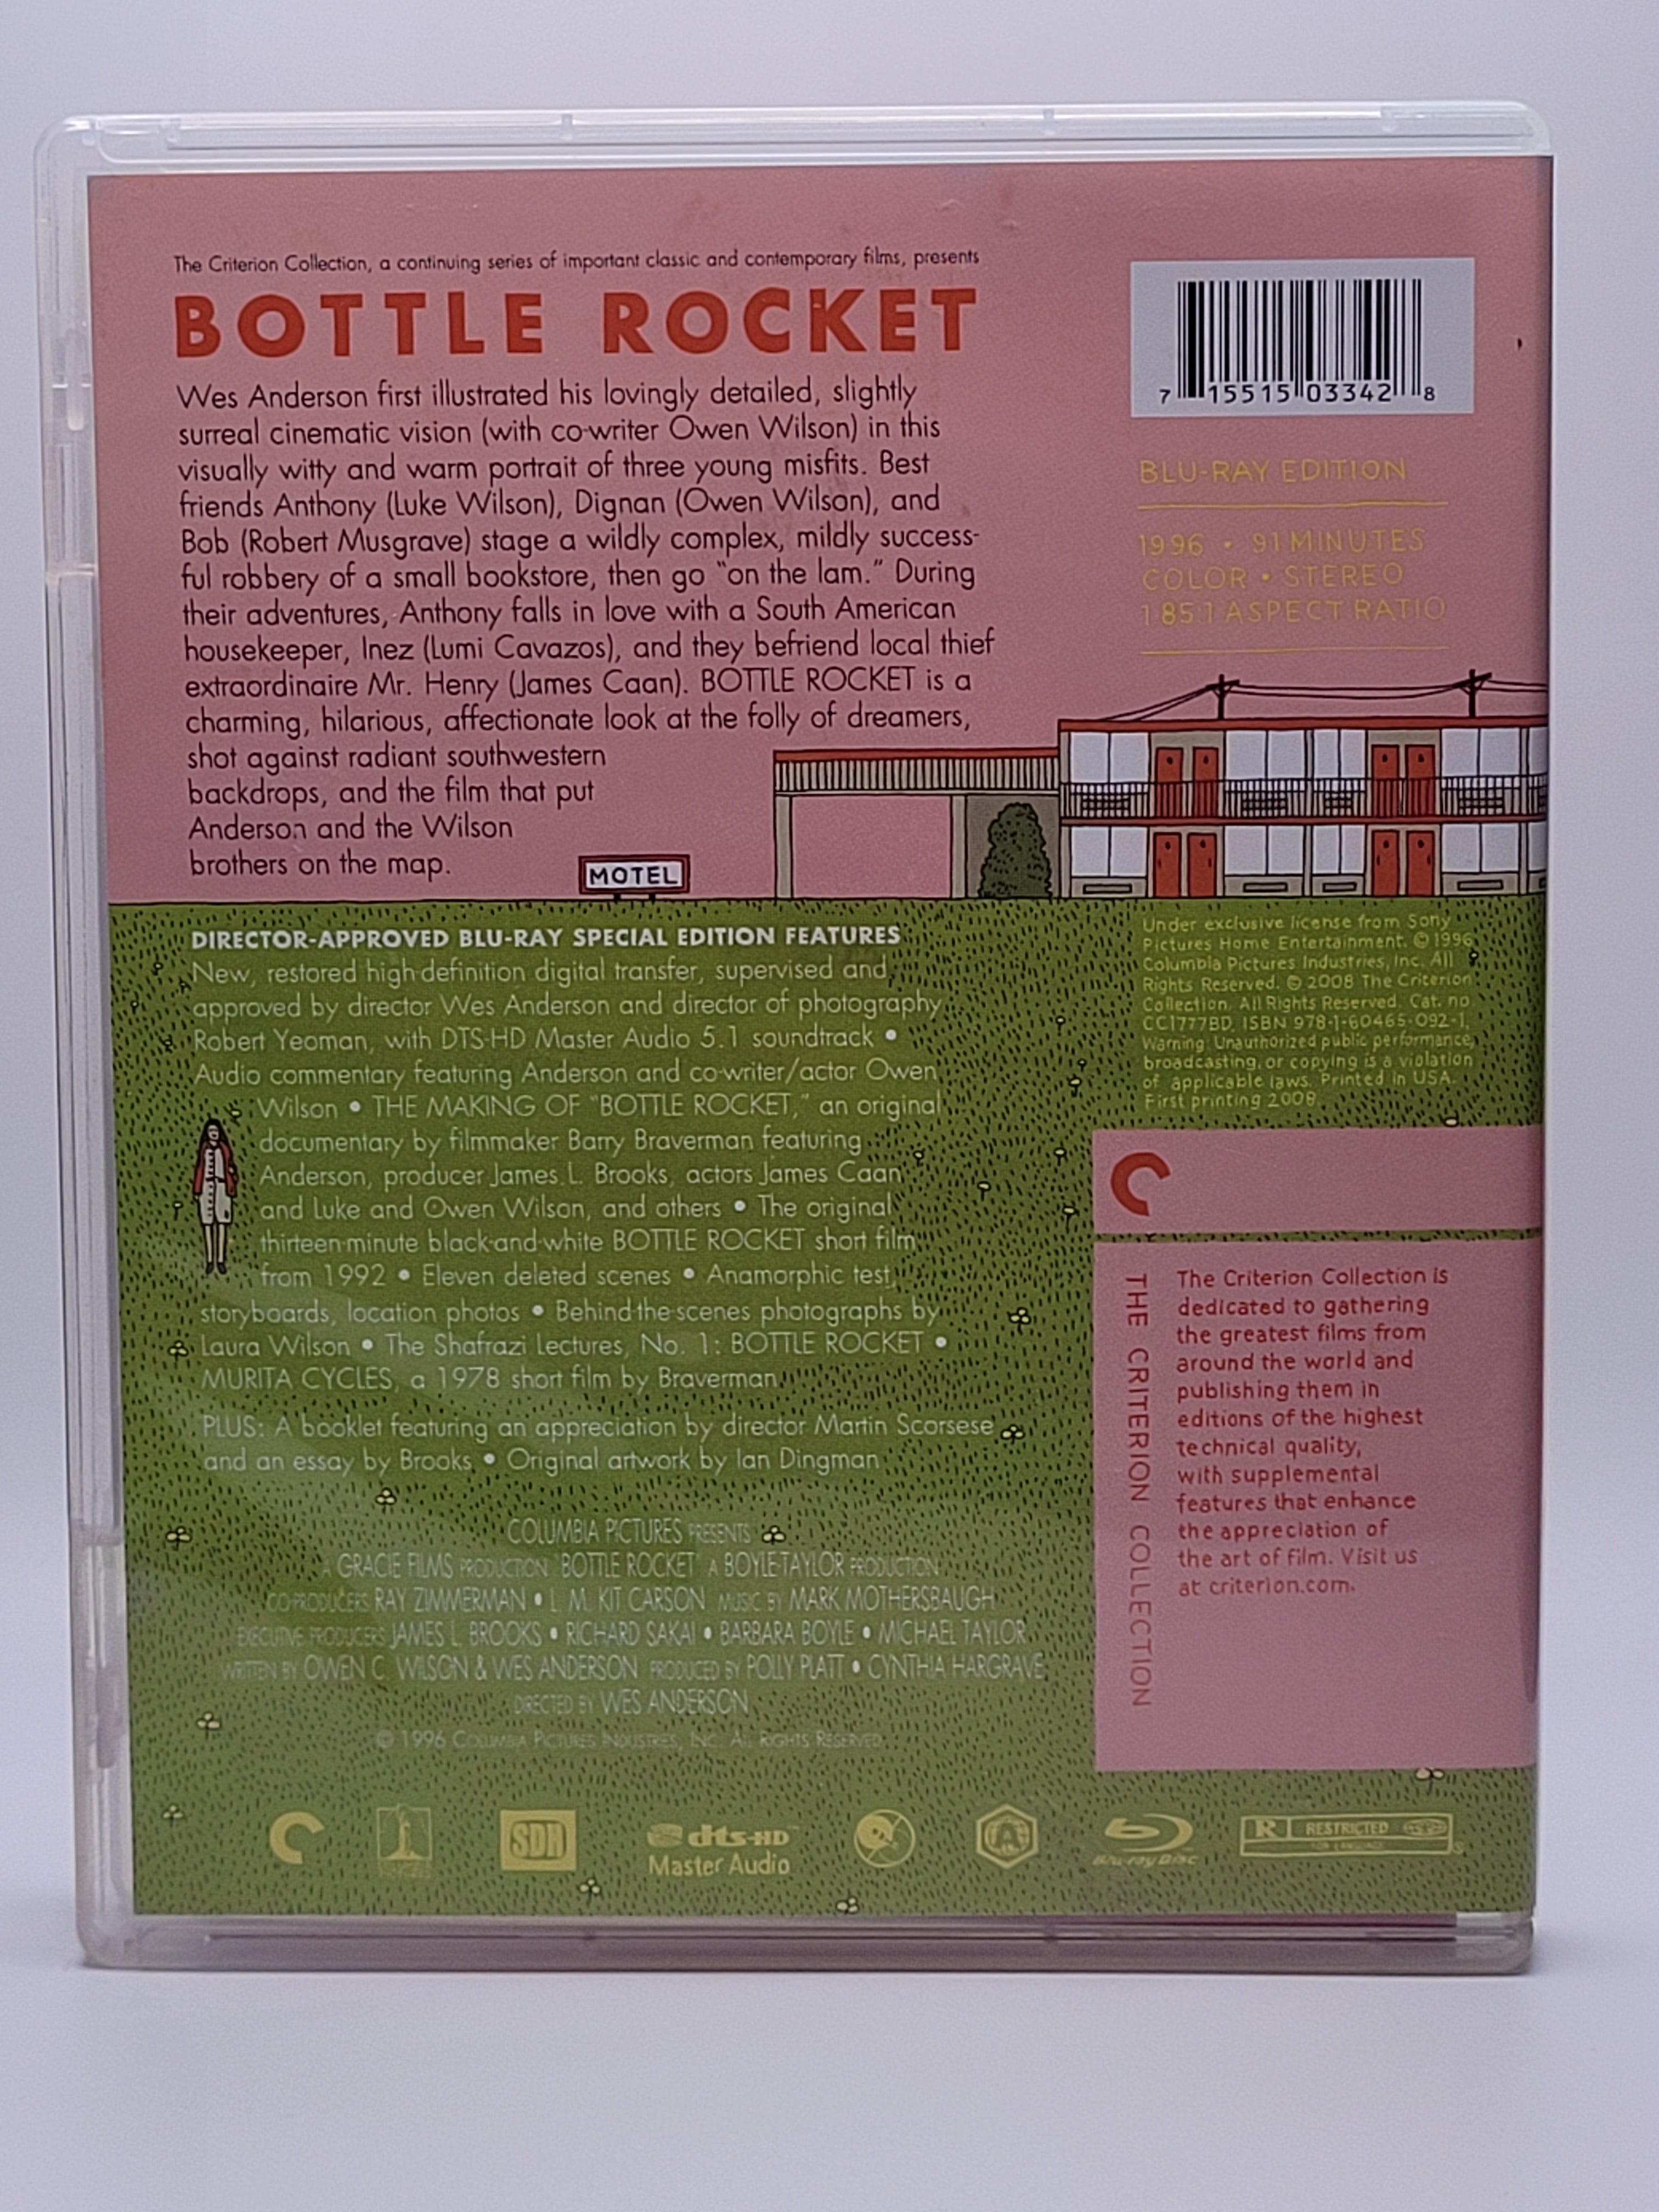 The Criterion Collection, a continuing series of important classic and contemporary films, presents
BOTTLE ROCKET
Wes Anderson first illustrated his lovingly detailed, slightly
surreal cinematic vision (with co-writer Owen Wilson) in this
visually witty and warm portrait of three young misfits. Best
friends Anthony (Luke Wilson), Dignan (Owen Wilson), and
Bob (Robert Musgrave) stage a wildly complex, mildly success-
ful robbery of a small bookstore, then go “on the lam.” During
their adventures, Anthony falls in love with a South American
housekeeper, Inez (Lumi Cavazos), and they befriend local thief
extraordinaire Mr. Henry (James Caan). BOTTLE ROCKET is a
charming, hilarious, affectionate look at the folly of dreamers,
shot against radiant southwestern
backdrops, and the film that put
Anderson and the Wilson
brothers on the map.
MOTEL
7 15515 03342 8
BLU-RAY EDITION
1996 • 91 MINUTES
COLOR • STEREO
1.85:1 ASPECT RATIO
DIRECTOR-APPROVED BLU-RAY SPECIAL EDITION FEATURES
New, restored high-definition digital transfer, supervised and
approved by director Wes Anderson and director of photography
Robert Yeoman, with DTS-HD Master Audio 5.1 soundtrack •
Audio commentary featuring Anderson and co-writer/actor Owen
Wilson • THE MAKING OF “BOTTLE ROCKET,” an original
documentary by filmmaker Barry Braverman featuring
Anderson, producer James L. Brooks, actors James Caan
and Luke and Owen Wilson, and others • The original
thirteen-minute black-and-white BOTTLE ROCKET short film
from 1992 • Eleven deleted scenes • Anamorphic test,
storyboards, location photos • Behind-the-scenes photographs by
Laura Wilson • The Shafrazi Lectures, No. 1: BOTTLE ROCKET •
MURITA CYCLES, a 1978 short film by Braverman
PLUS: A booklet featuring an appreciation by director Martin Scorsese
and an essay by Brooks • Original artwork by Ian Dingman
COLUMBIA PICTURES PRESENTS
A GRACIE FILMS PRODUCTION "BOTTLE ROCKET" A BOYLE-TAYLOR PRODUCTION
CO-PRODUCERS RAY ZIMMERMAN • L. M. KIT CARSON MUSIC BY MARK MOTHERSBAUGH
EXECUTIVE PRODUCERS JAMES L. BROOKS • RICHARD SAKAI • BARBARA BOYLE • MICHAEL TAYLOR
WRITTEN BY OWEN C. WILSON & WES ANDERSON PRODUCED BY POLLY PLATT • CYNTHIA HARGRAVE
DIRECTED BY WES ANDERSON
© 1996 COLUMBIA PICTURES INDUSTRIES, INC. ALL RIGHTS RESERVED.
Under exclusive license from Sony
Pictures Home Entertainment. © 1996
Columbia Pictures Industries, Inc. All
Rights Reserved. © 2008 The Criterion
Collection. All Rights Reserved. Cat. no.
CC1777BD. ISBN 978-1-60465-092-1.
Warning: Unauthorized public performance,
broadcasting, or copying is a violation
of applicable laws. Printed in USA.
First printing 2008.
THE CRITERION COLLECTION
The Criterion Collection is
dedicated to gathering
the greatest films from
around the world and
publishing them in
editions of the highest
technical quality,
with supplemental
features that enhance
the appreciation of
the art of film. Visit us
at criterion.com.
SDH
dts-HD
Master Audio
A
Blu-ray Disc
R RESTRICTED